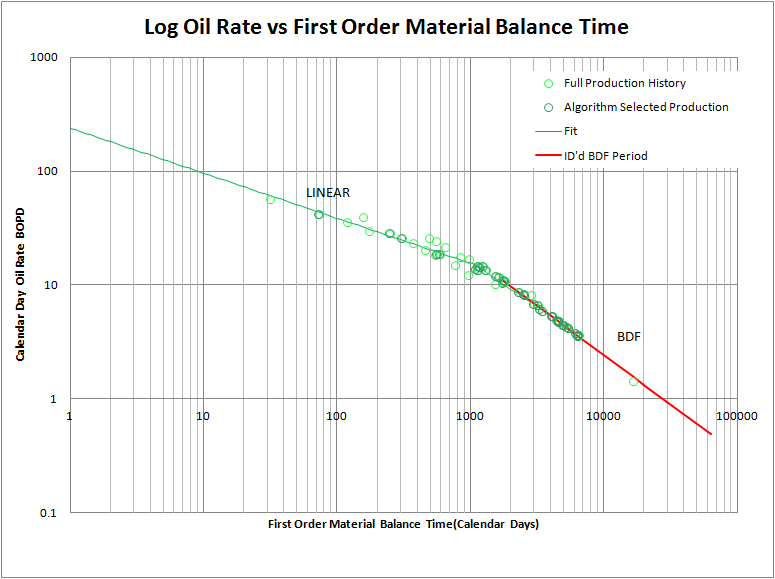 Log Oil Rate vs First Order Material Balance Time
1000
100
10
1
0.1
Calendar Day Oil Rate BOPD
Full Production History
Algorithm Selected Production
Fit
ID'd BDF Period
LINEAR
BDF
1
10
100
1000
10000
100000
First Order Material Balance Time(Calendar Days)